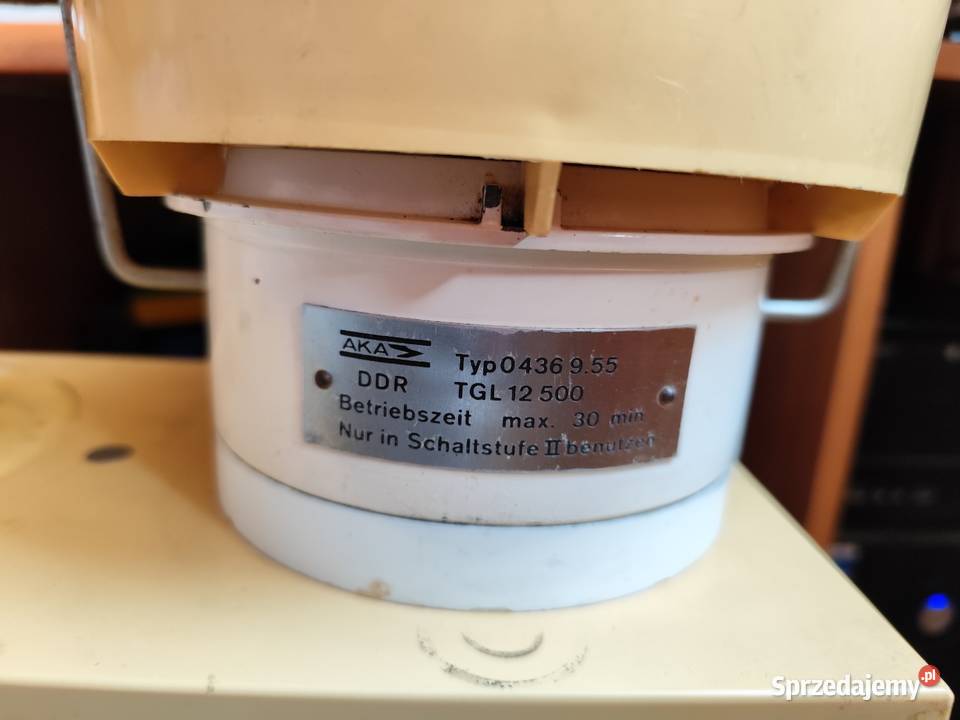 AKA
DDR
Typ 0436 9.55
TGL 12 500
Betriebszeit max. 30 min
Nur in Schaltstufe II benutzen
Sprzedajemy.pl